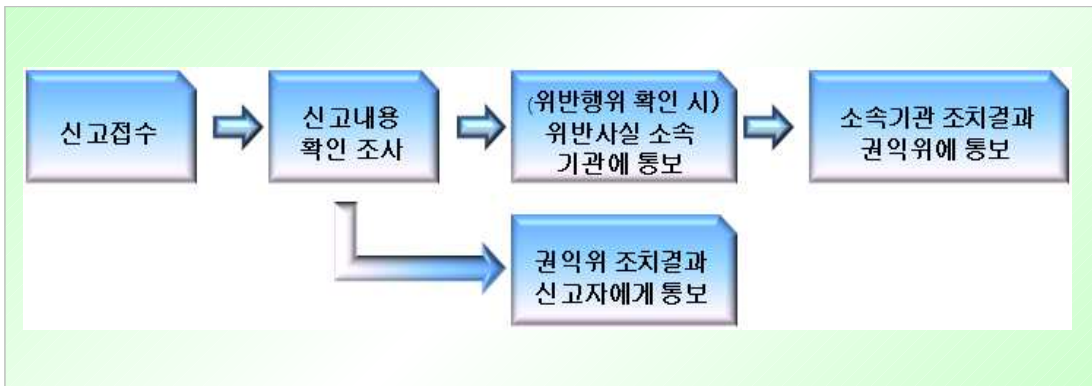 신고접수
신고내용
확인 조사
(위반행위 확인 시)
위반사실 소속
기관에 통보
소속기관 조치결과
권익위에 통보
권익위 조치결과
신고자에게 통보